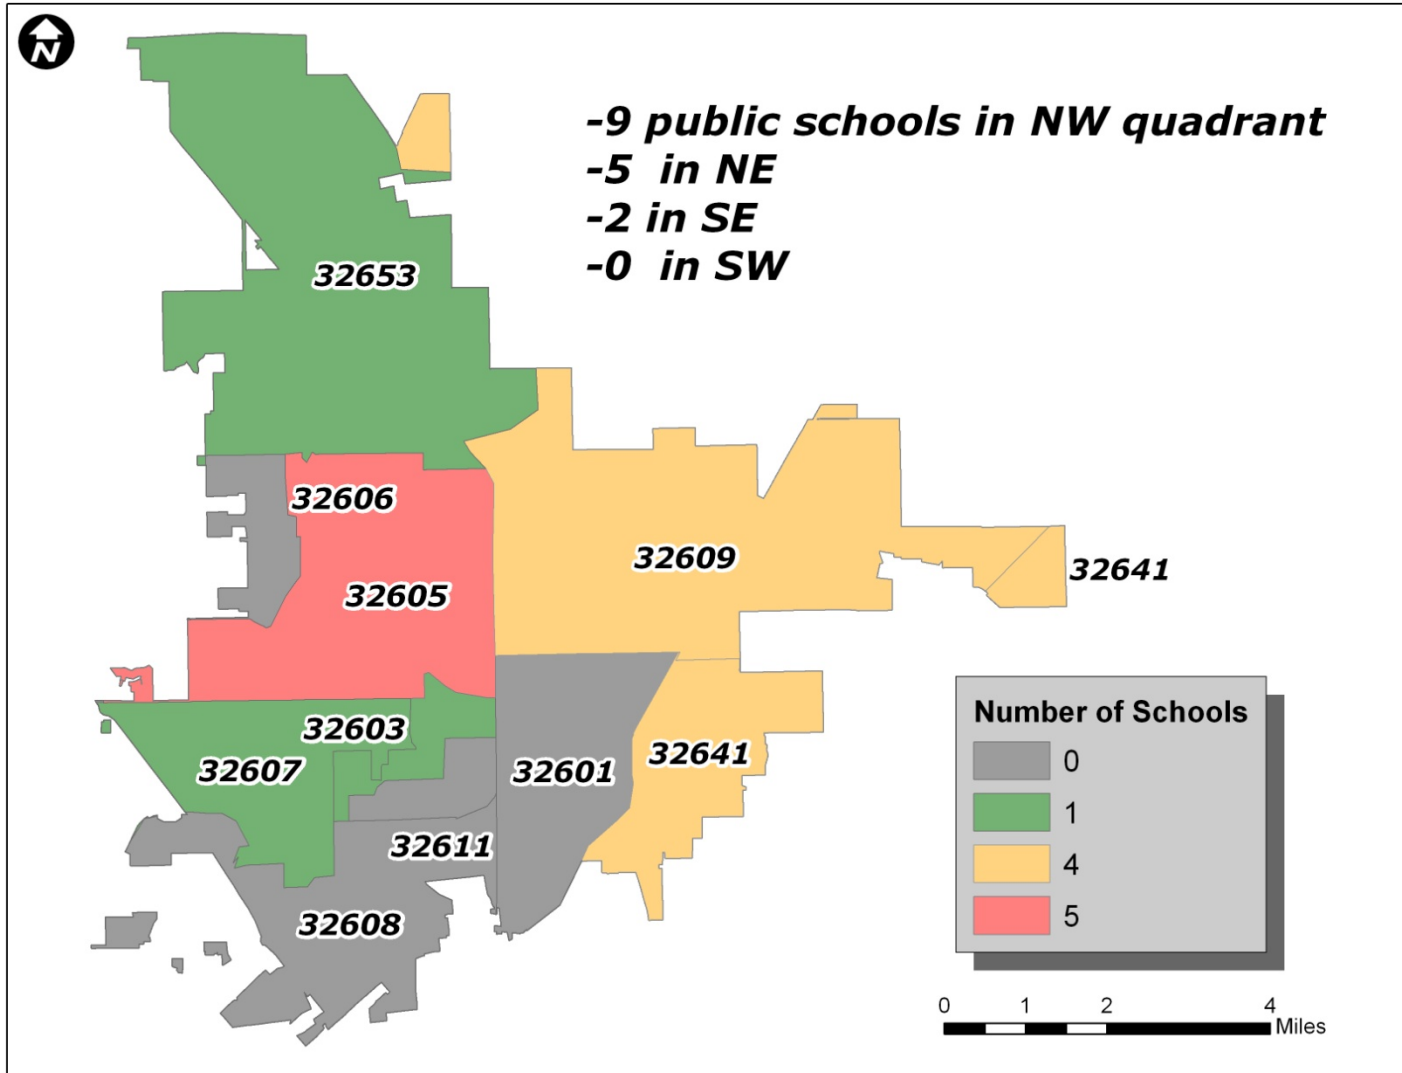 N
-9 public schools in NW quadrant
-5  in NE
-2 in SE
-0  in SW
32653
32606
32609
32641
32605
32603
32607
32601
32641
32611
32608
Number of Schools
0
1
4
5
0 1 2 4
Miles